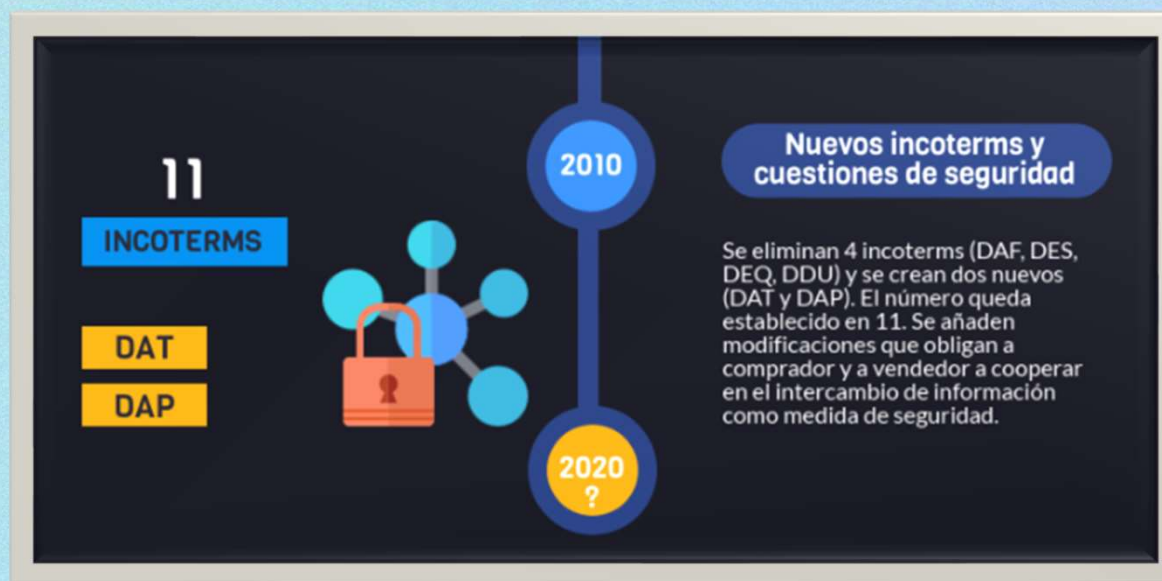 11
INCOTERMS
DAT
DAP
2010
2020
?
Nuevos incoterms y
cuestiones de seguridad
Se eliminan 4 incoterms (DAF, DES,
DEQ, DDU) y se crean dos nuevos
(DAT y DAP). El número queda
establecido en 11. Se añaden
modificaciones que obligan a
comprador y a vendedor a cooperar
en el intercambio de información
como medida de seguridad.